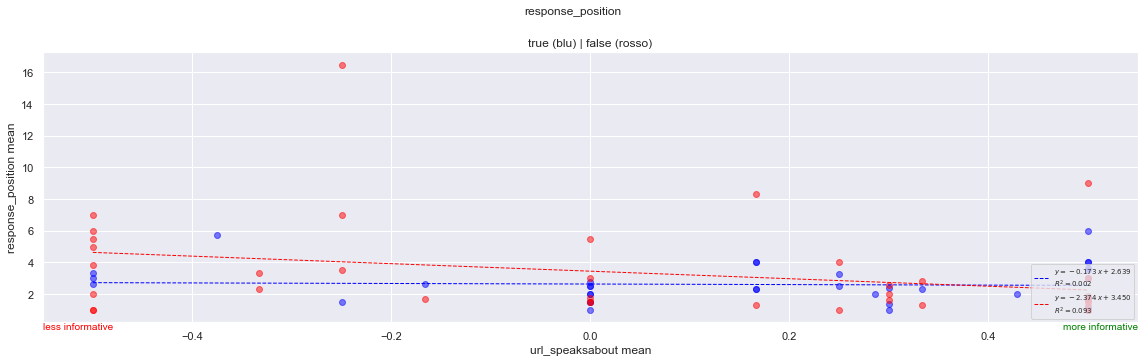 response_position
true (blu) | false (rosso)
response_position mean
16
14
12
10
8
6
4
2
y = −0.173 x + 2.639
R² = 0.002
y = −2.374 x + 3.450
R² = 0.093
less informative
−0.4
−0.2
0.0
0.2
0.4
more informative
url_speaksabout mean